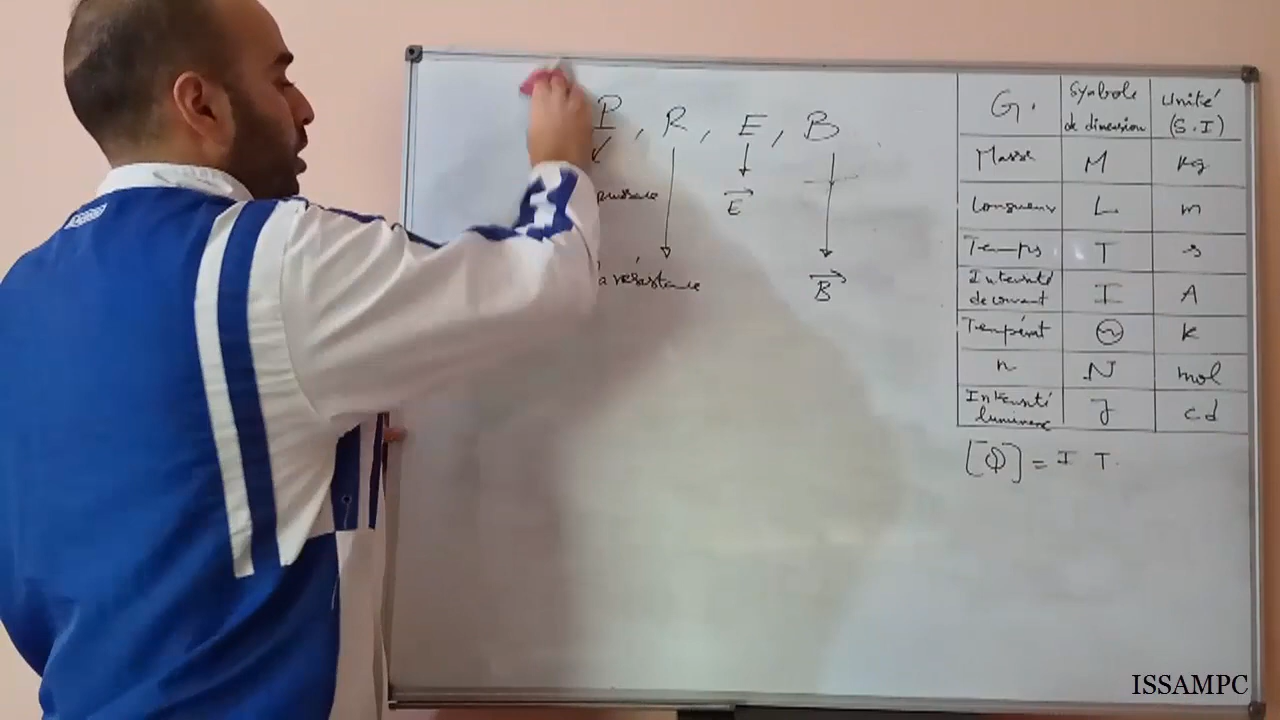 P , R , E , B
puissance
E
la résistance
B
G. Symbole de dimension Unité (S.I)
Masse M Kg
Longueur L m
Temps T s
Intensité de courant I A
Températ Θ K
n N mol
Intensité lumineuse J cd
[Q] = I T.
ISSAMPC